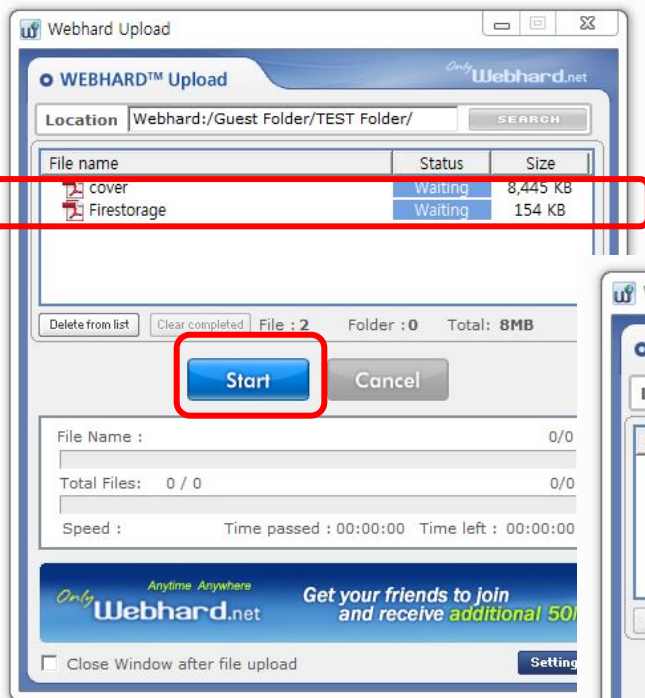 Webhard Upload
WEBHARD™ Upload
Only Webhard.net
Location Webhard:/Guest Folder/TEST Folder/ SEARCH
File name Status Size
cover Waiting 8,445 KB
Firestorage Waiting 154 KB
Delete from list Clear completed File : 2 Folder : 0 Total: 8MB
Start Cancel
File Name : 0/0
Total Files: 0 / 0 0/0
Speed : Time passed : 00:00:00 Time left : 00:00:00
Anytime Anywhere
Only Webhard.net
Get your friends to join
and receive additional
Close Window after file upload Setting